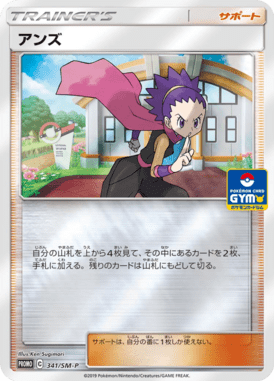 TRAINER'S
サポート
アンズ
POKÉMON CARD
GYM
ポケモンカードジム
自分の山札を上から4枚見て、その中にあるカードを2枚、
手札に加える。残りのカードは山札にもどして切る。
Illus.Ken Sugimori
PROMO C 341/SM-P
サポートは、自分の番に1枚しか使えない。
©2019 Pokémon/Nintendo/Creatures/GAME FREAK.